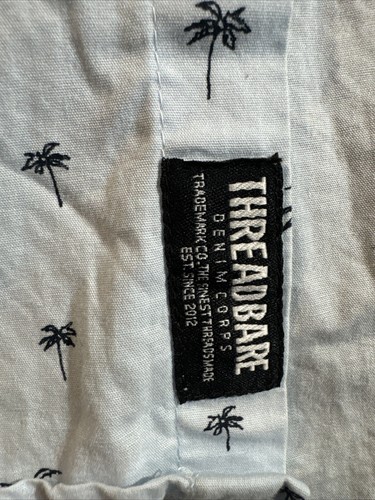 THREADBARE
DENIM CORPS
TRADEMARK CO. THE FINEST THREADS MADE
EST. SINCE 2012